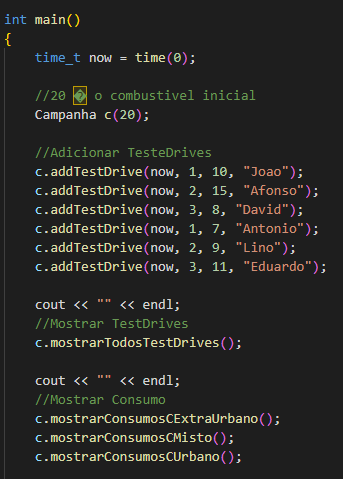 int main()
{
    time_t now = time(0);

    //20 � o combustivel inicial
    Campanha c(20);

    //Adicionar TesteDrives
    c.addTestDrive(now, 1, 10, "Joao");
    c.addTestDrive(now, 2, 15, "Afonso");
    c.addTestDrive(now, 3, 8, "David");
    c.addTestDrive(now, 1, 7, "Antonio");
    c.addTestDrive(now, 2, 9, "Lino");
    c.addTestDrive(now, 3, 11, "Eduardo");

    cout << "" << endl;
    //Mostrar TestDrives
    c.mostrarTodosTestDrives();

    cout << "" << endl;
    //Mostrar Consumo
    c.mostrarConsumosCExtraUrbano();
    c.mostrarConsumosCMisto();
    c.mostrarConsumosCUrbano();